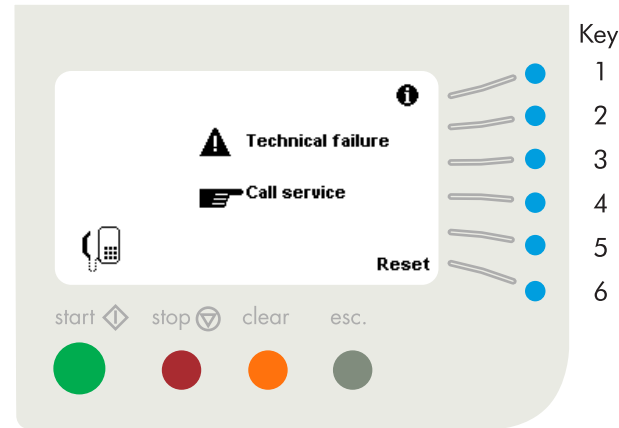 Key
1
2
Technical failure
3
Call service
4
5
Reset
6
start stop clear esc.